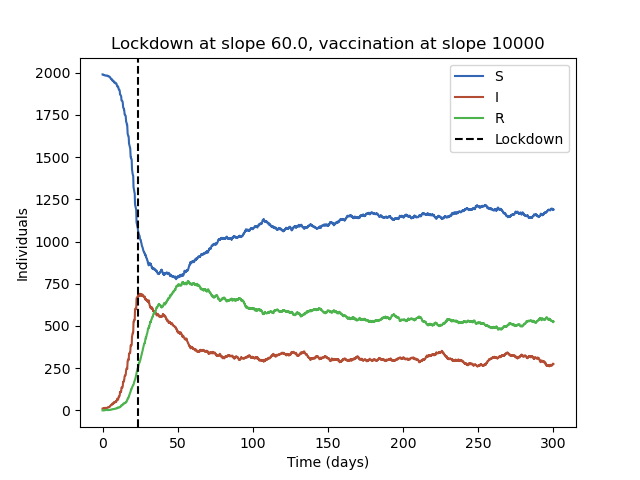 Lockdown at slope 60.0, vaccination at slope 10000
S
I
R
Lockdown
2000
1750
1500
1250
1000
750
500
250
0
Individuals
0 50 100 150 200 250 300
Time (days)